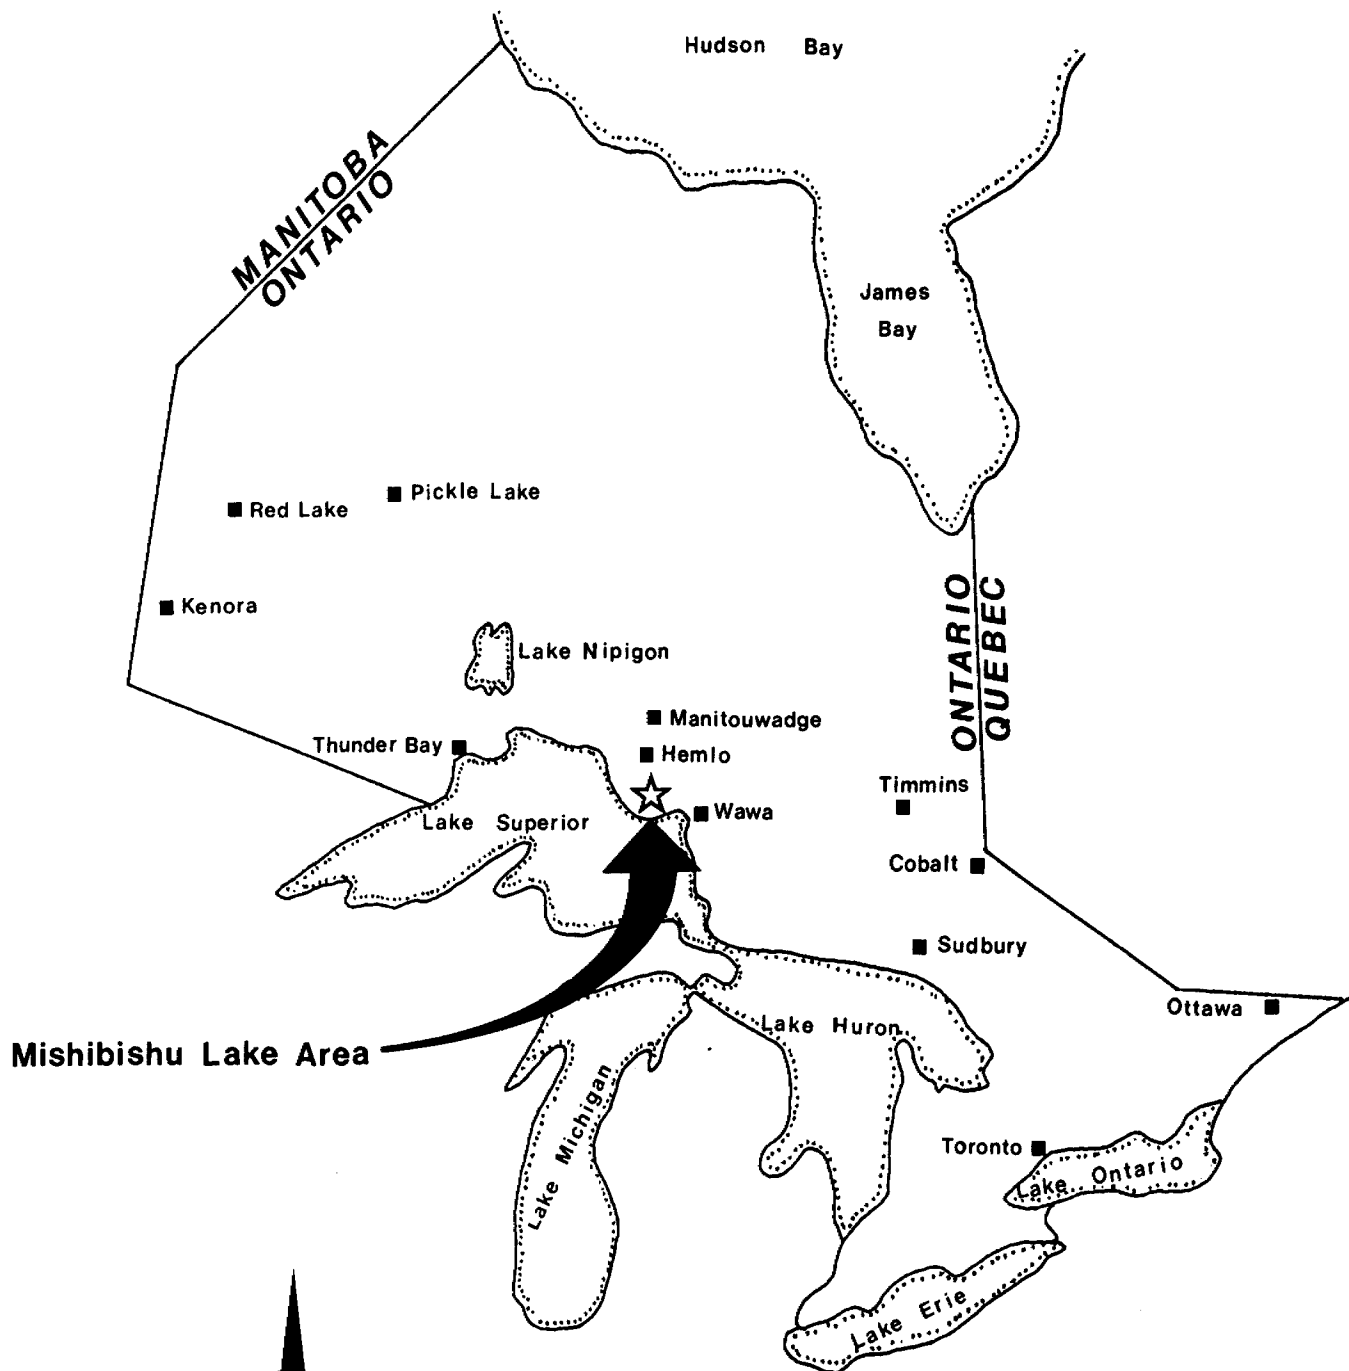 Hudson Bay
MANITOBA
ONTARIO
James
Bay
Pickle Lake
Red Lake
Kenora
ONTARIO
QUEBEC
Lake Nipigon
Manitouwadge
Thunder Bay
Hemlo
Timmins
Wawa
Lake Superior
Cobalt
Sudbury
Ottawa
Lake Huron
Mishibishu Lake Area
Lake Michigan
Toronto
Lake Ontario
Lake Erie